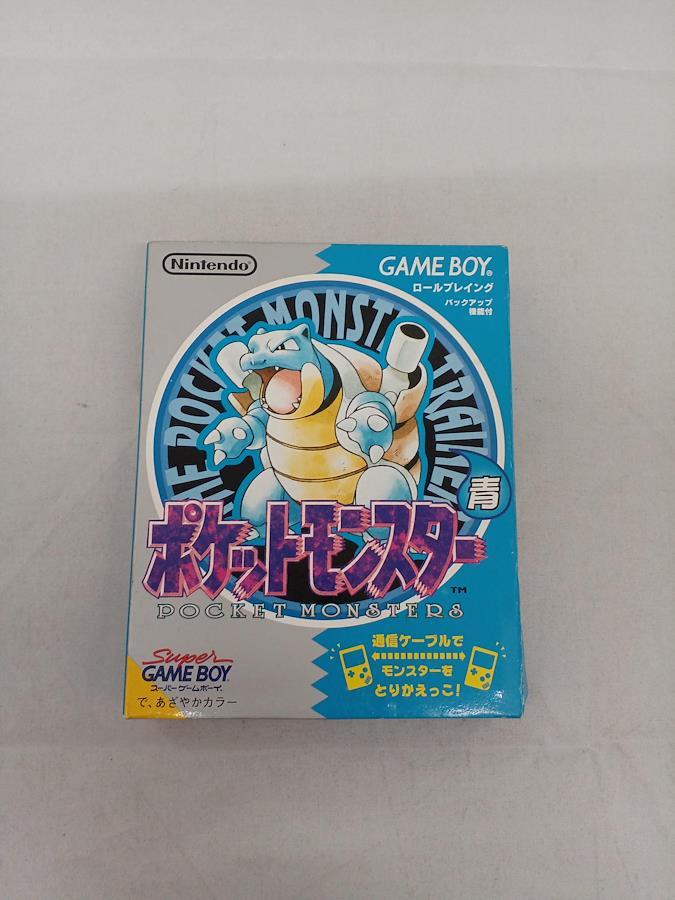 Nintendo
GAME BOY®
ロールプレイング
バックアップ
機能付
THE POCKET MONSTER TRAINER
青
ポケットモンスター
TM
POCKET MONSTERS
通信ケーブルで
モンスターを
とりかえっこ!
Super
GAME BOY
スーパーゲームボーイ
で、あざやかカラー